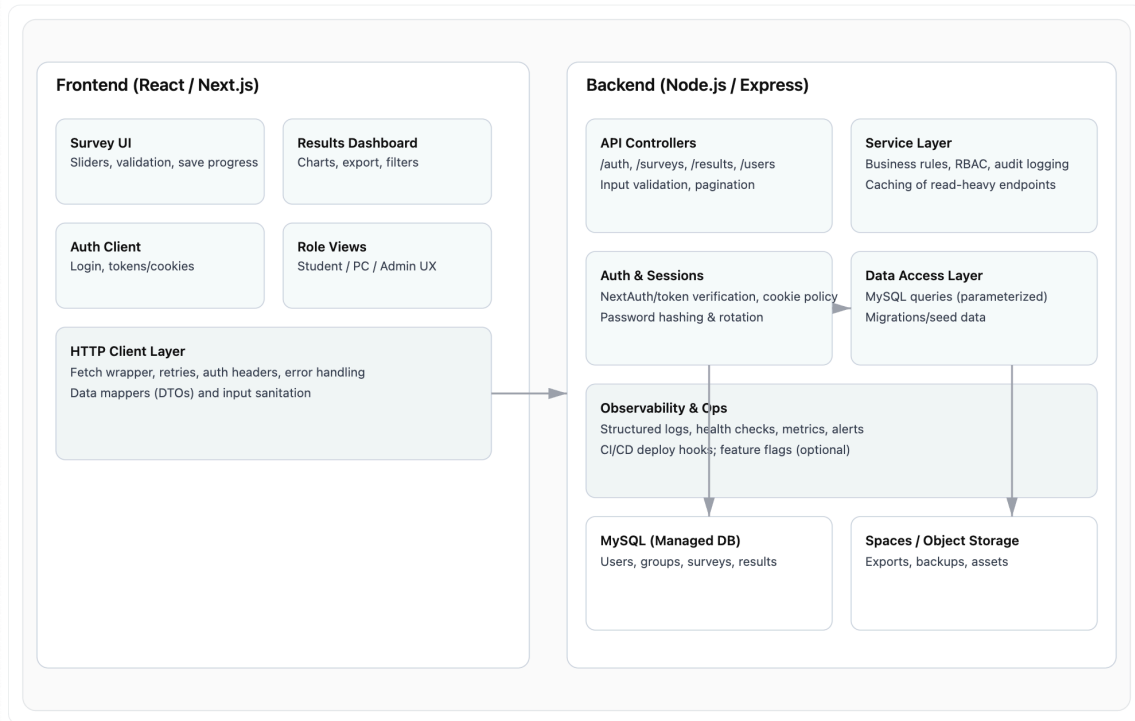 Frontend (React / Next.js)
Survey UI
Sliders, validation, save progress
Results Dashboard
Charts, export, filters
Auth Client
Login, tokens/cookies
Role Views
Student / PC / Admin UX
HTTP Client Layer
Fetch wrapper, retries, auth headers, error handling
Data mappers (DTOs) and input sanitation
Backend (Node.js / Express)
API Controllers
/auth, /surveys, /results, /users
Input validation, pagination
Service Layer
Business rules, RBAC, audit logging
Caching of read-heavy endpoints
Auth & Sessions
NextAuth/token verification, cookie policy
Password hashing & rotation
Data Access Layer
MySQL queries (parameterized)
Migrations/seed data
Observability & Ops
Structured logs, health checks, metrics, alerts
CI/CD deploy hooks; feature flags (optional)
MySQL (Managed DB)
Users, groups, surveys, results
Spaces / Object Storage
Exports, backups, assets